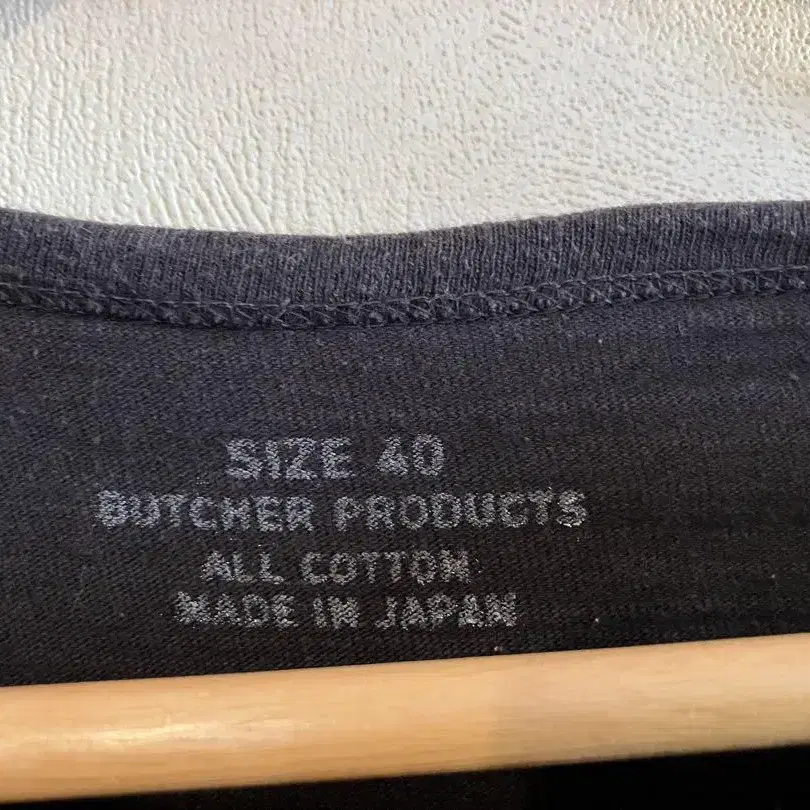 SIZE 40
BUTCHER PRODUCTS
ALL COTTON
MADE IN JAPAN